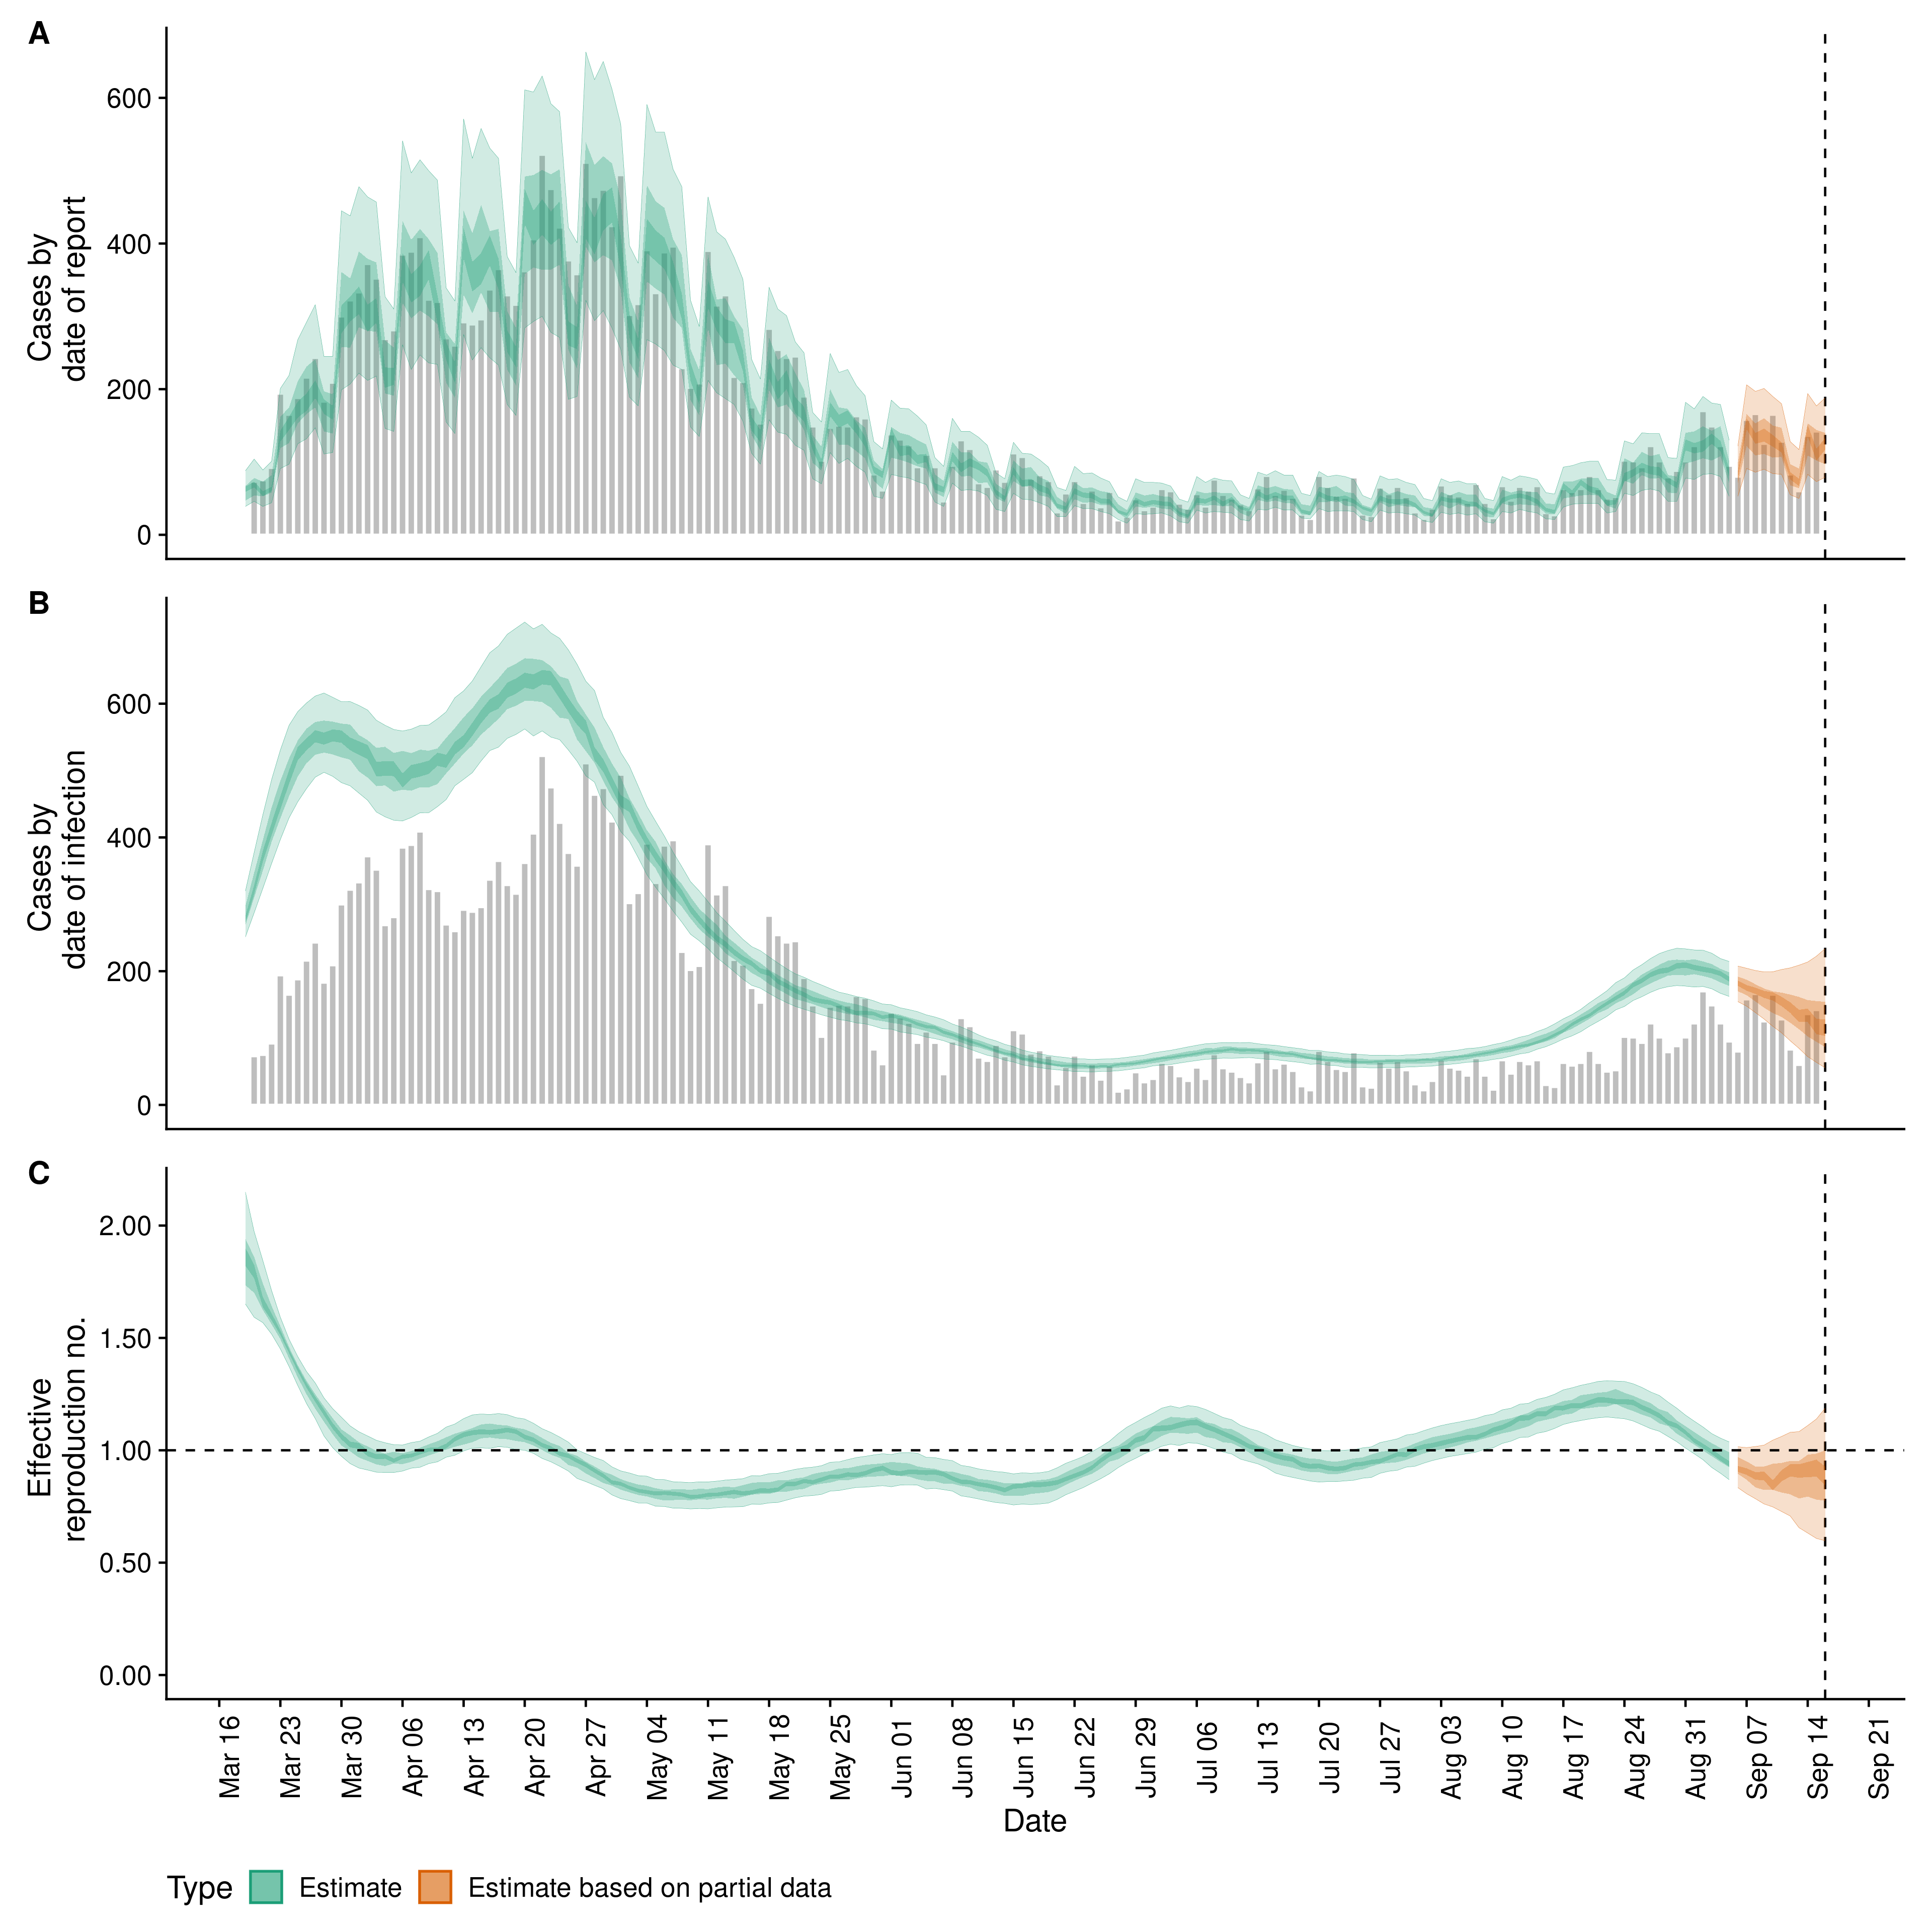 A
Cases by
date of report
600
400
200
0
B
Cases by
date of infection
600
400
200
0
C
Effective
reproduction no.
2.00
1.50
1.00
0.50
0.00
Mar 16
Mar 23
Mar 30
Apr 06
Apr 13
Apr 20
Apr 27
May 04
May 11
May 18
May 25
Jun 01
Jun 08
Jun 15
Jun 22
Jun 29
Jul 06
Jul 13
Jul 20
Jul 27
Aug 03
Aug 10
Aug 17
Aug 24
Aug 31
Sep 07
Sep 14
Sep 21
Date
Type Estimate Estimate based on partial data